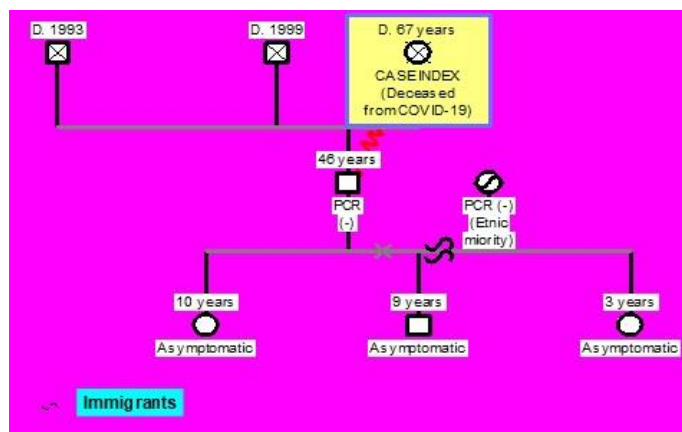 D. 1993
D. 1999
D. 67 years
CASE INDEX
(Deceased
from COVID-19)
46 years
PCR
(-)
PCR (-)
(Etnic
miority)
10 years
9 years
3 years
Asymptomatic
Asymptomatic
Asymptomatic
Immigrants